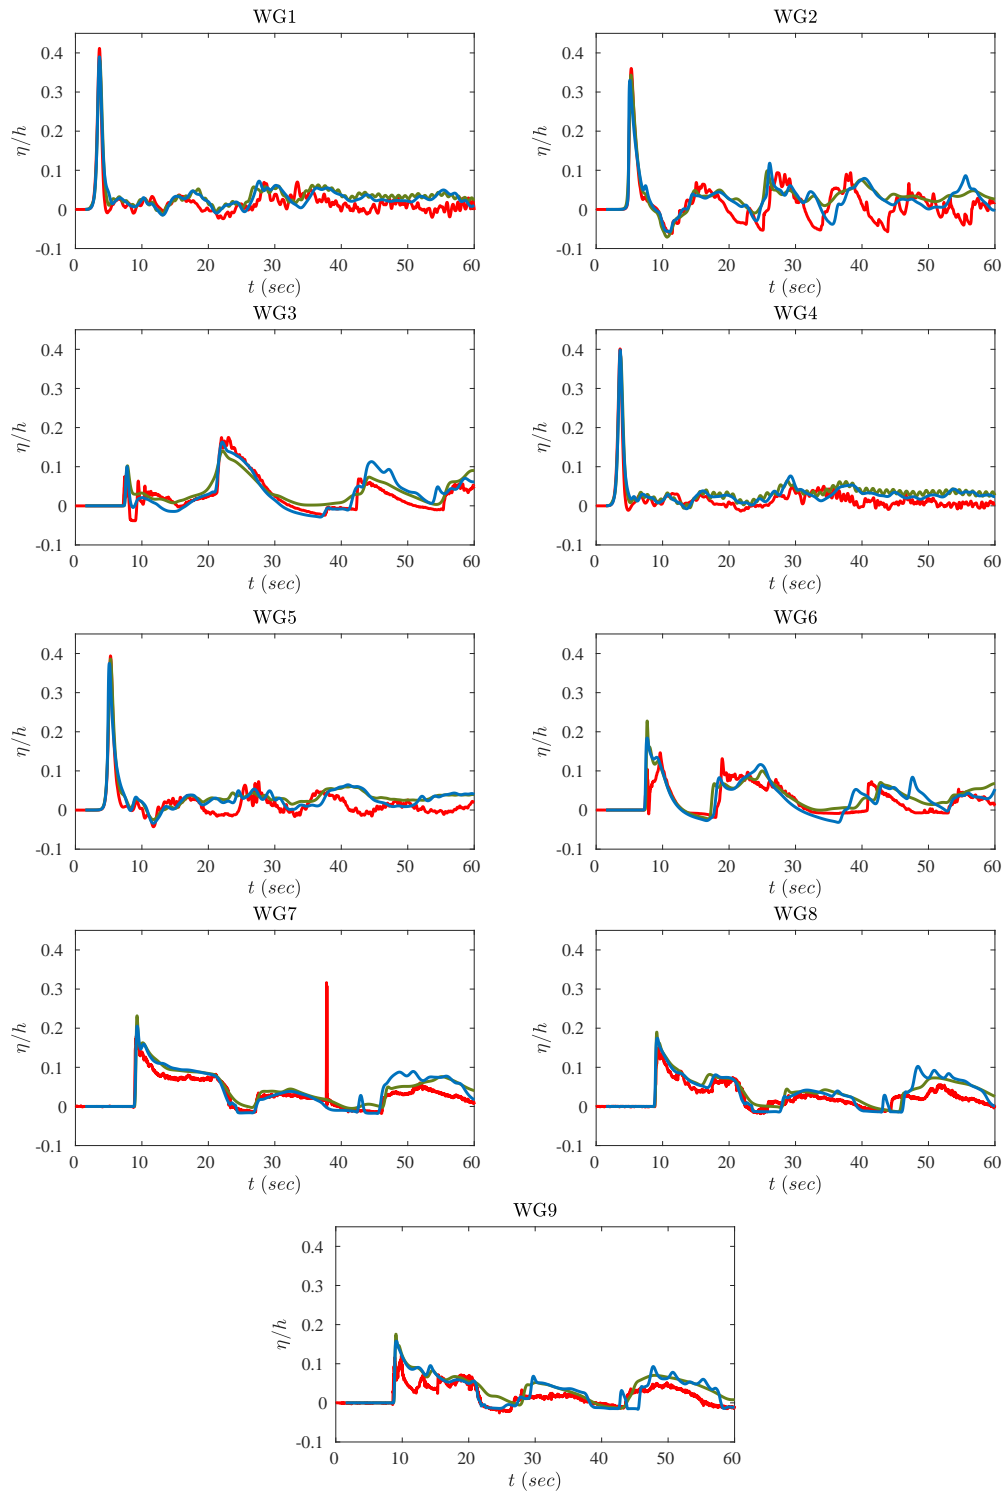 WG1 WG2
0.4 0.4
0.3 0.3
0.2 0.2
0.1 0.1
0 0
-0.1 -0.1
η/h η/h
0 10 20 30 40 50 60 0 10 20 30 40 50 60
t (sec) t (sec)
WG3 WG4
0.4 0.4
0.3 0.3
0.2 0.2
0.1 0.1
0 0
-0.1 -0.1
η/h η/h
0 10 20 30 40 50 60 0 10 20 30 40 50 60
t (sec) t (sec)
WG5 WG6
0.4 0.4
0.3 0.3
0.2 0.2
0.1 0.1
0 0
-0.1 -0.1
η/h η/h
0 10 20 30 40 50 60 0 10 20 30 40 50 60
t (sec) t (sec)
WG7 WG8
0.4 0.4
0.3 0.3
0.2 0.2
0.1 0.1
0 0
-0.1 -0.1
η/h η/h
0 10 20 30 40 50 60 0 10 20 30 40 50 60
t (sec) t (sec)
WG9
0.4
0.3
0.2
0.1
0
-0.1
η/h
0 10 20 30 40 50 60
t (sec)